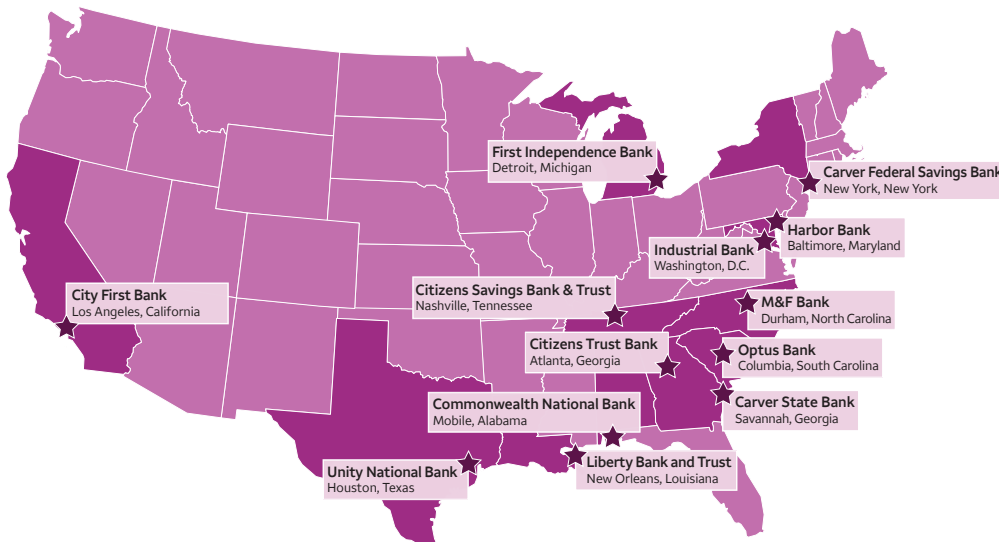 First Independence Bank
Detroit, Michigan
Carver Federal Savings Bank
New York, New York
Harbor Bank
Baltimore, Maryland
Industrial Bank
Washington, D.C.
City First Bank
Los Angeles, California
Citizens Savings Bank & Trust
Nashville, Tennessee
M&F Bank
Durham, North Carolina
Citizens Trust Bank
Atlanta, Georgia
Optus Bank
Columbia, South Carolina
Commonwealth National Bank
Mobile, Alabama
Carver State Bank
Savannah, Georgia
Unity National Bank
Houston, Texas
Liberty Bank and Trust
New Orleans, Louisiana